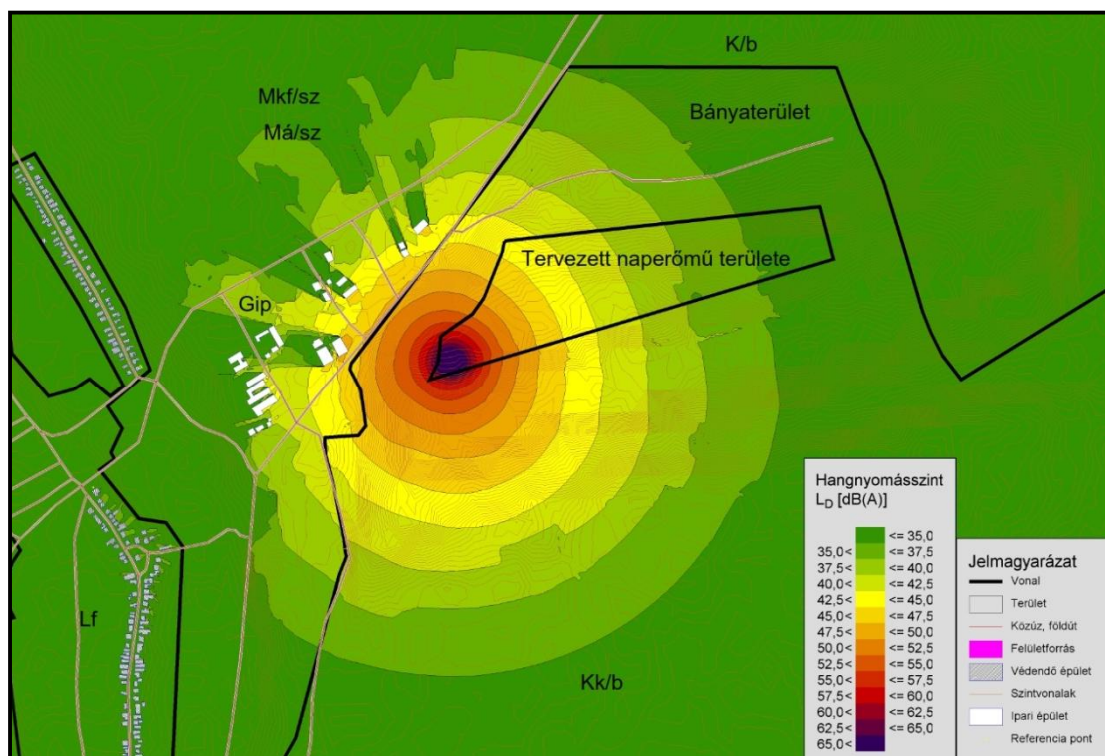 K/b
Mkf/sz
Bányaterület
Má/sz
Tervezett naperőmű területe
Gip
Hangnyomásszint
L_D [dB(A)]
<= 35,0
35,0 < <= 37,5
37,5 < <= 40,0
40,0 < <= 42,5
42,5 < <= 45,0
45,0 < <= 47,5
47,5 < <= 50,0
50,0 < <= 52,5
52,5 < <= 55,0
55,0 < <= 57,5
57,5 < <= 60,0
60,0 < <= 62,5
62,5 < <= 65,0
65,0 <
Jelmagyarázat
Vonal
Terület
Közúz, földút
Felületforrás
Védendő épület
Szintvonalak
Ipari épület
Referencia pont
Lf
Kk/b